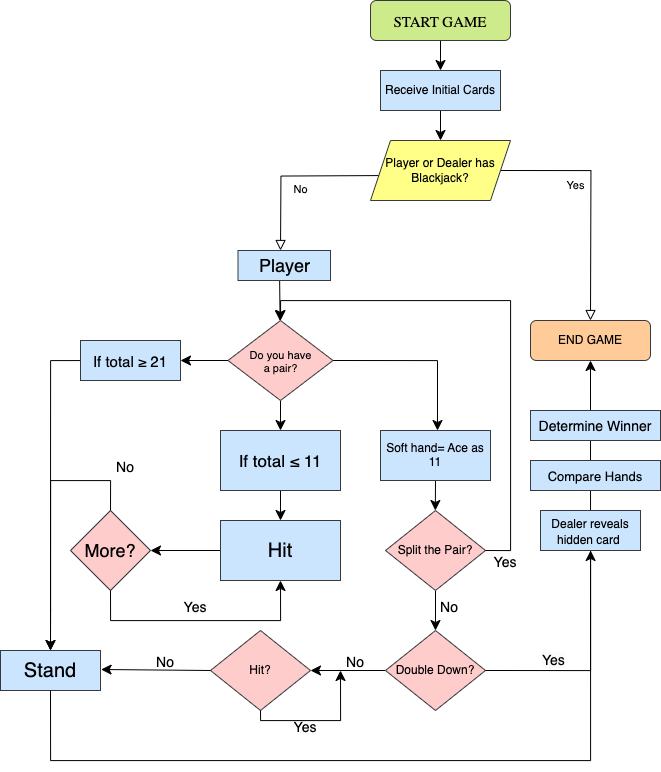 START GAME
Receive Initial Cards
Player or Dealer has
Blackjack?
No
Yes
Player
END GAME
If total ≥ 21
Do you have
a pair?
Determine Winner
If total ≤ 11
Soft hand= Ace as
11
No
Compare Hands
Dealer reveals
hidden card
More?
Hit
Split the Pair?
Yes
Yes
No
Stand
No
Hit?
No
Double Down?
Yes
Yes